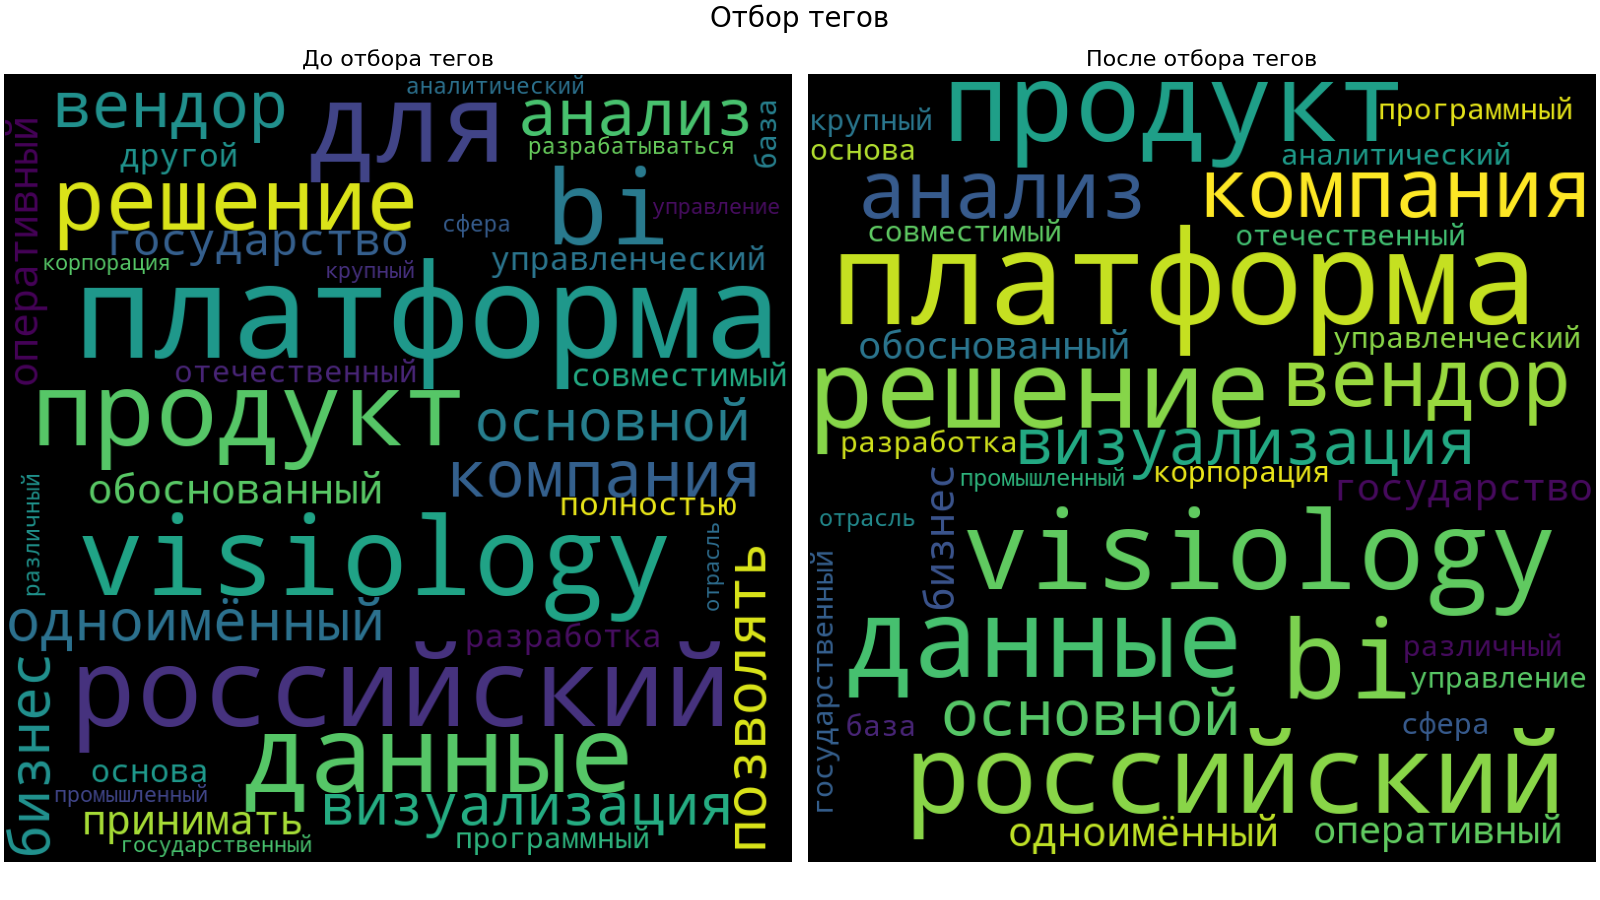 Отбор тегов
До отбора тегов
аналитический
вендор
для
анализ
база
другой
разрабатываться
оперативный
решение
bi
управление
государство
сфера
корпорация
крупный
управленческий
платформа
отечественный
совместимый
продукт
основной
компания
обоснованный
полностью
различный
visiology
отрасль
одноимённый
позволять
разработка
бизнес
российский
данные
основа
промышленный
визуализация
принимать
программный
государственный
После отбора тегов
продукт
программный
крупный
основа
аналитический
анализ
компания
совместимый
отечественный
платформа
обоснованный
управленческий
решение
вендор
разработка
визуализация
промышленный
корпорация
государство
бизнес
отрасль
visiology
государственный
данные
bi
различный
управление
база
основной
сфера
российский
одноимённый
оперативный